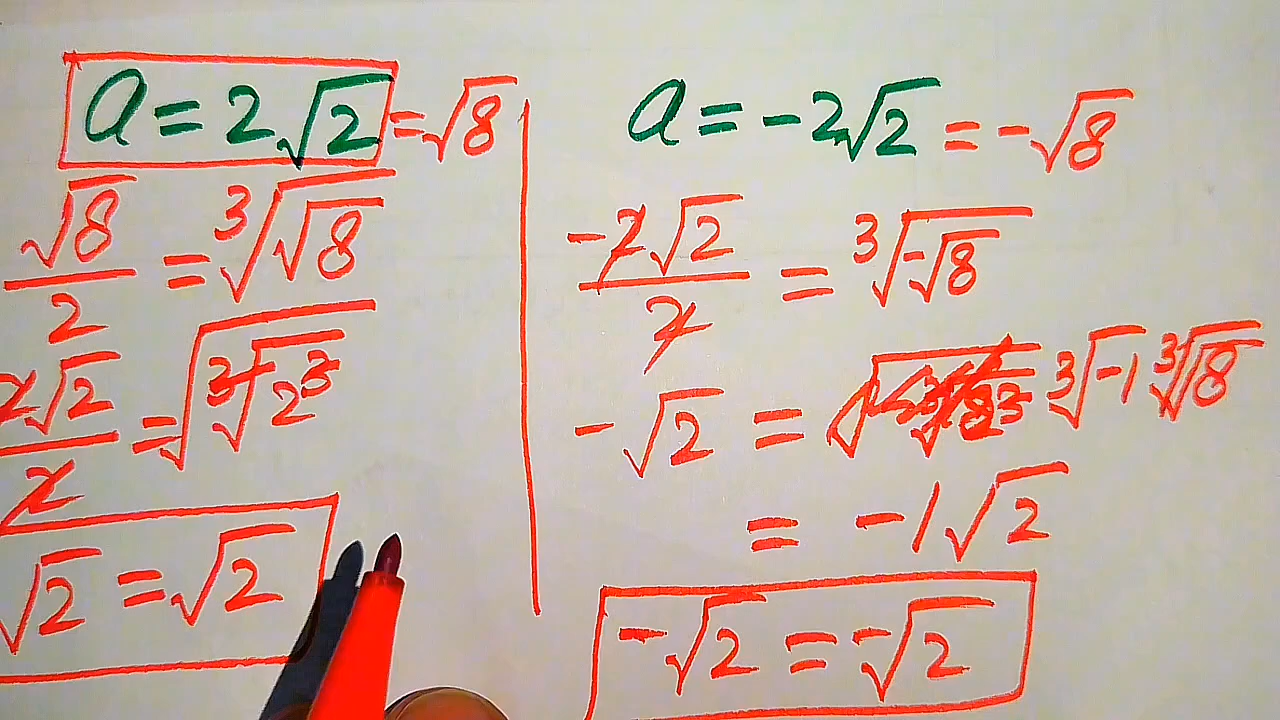 a = 2√2 = √8
√8/2 = ³√√8
2√2/2 = √³√2³
√2 = √2
a = -2√2 = -√8
-2√2/2 = ³√-√8
-√2 = ³√-1 ³√√8
= -1√2
-√2 = -√2